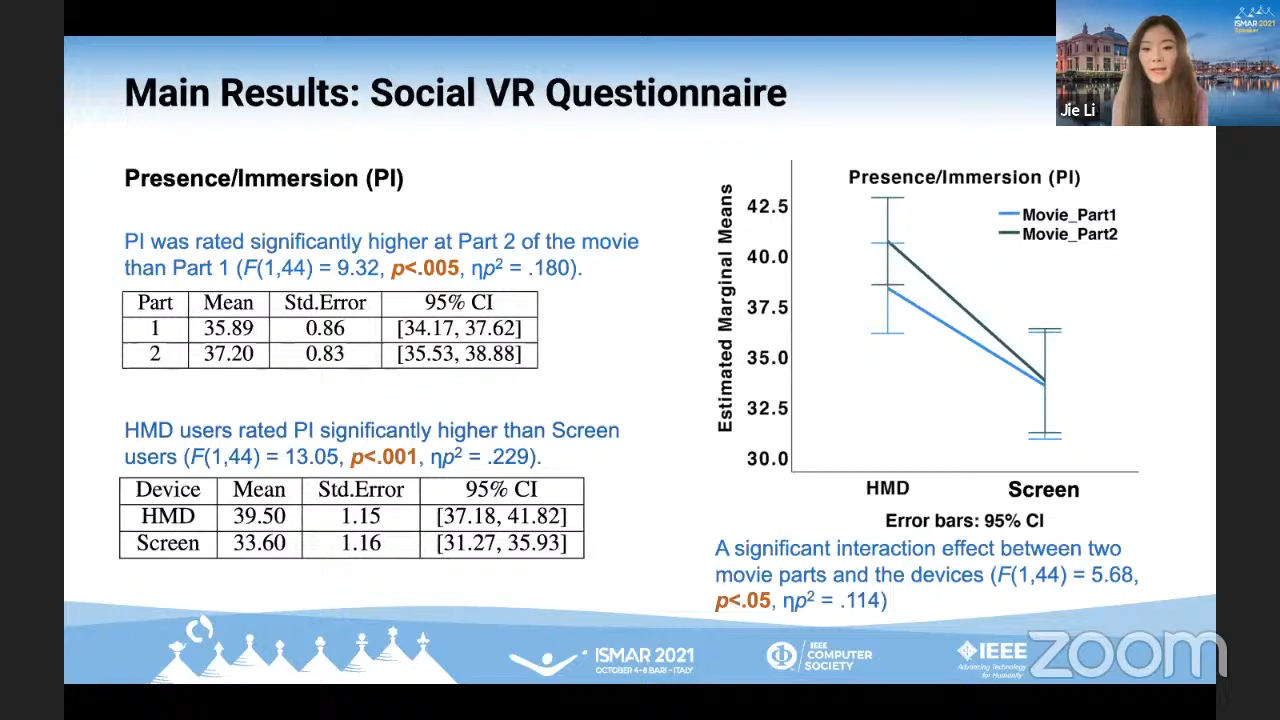 ISMAR 2021
Speaker
Jie Li
Main Results: Social VR Questionnaire
Presence/Immersion (PI)
PI was rated significantly higher at Part 2 of the movie
than Part 1 (F(1,44) = 9.32, p<.005, ηp² = .180).
Part Mean Std.Error 95% CI
1 35.89 0.86 [34.17, 37.62]
2 37.20 0.83 [35.53, 38.88]
HMD users rated PI significantly higher than Screen
users (F(1,44) = 13.05, p<.001, ηp² = .229).
Device Mean Std.Error 95% CI
HMD 39.50 1.15 [37.18, 41.82]
Screen 33.60 1.16 [31.27, 35.93]
Presence/Immersion (PI)
Movie_Part1
Movie_Part2
Estimated Marginal Means
42.5
40.0
37.5
35.0
32.5
30.0
HMD Screen
Error bars: 95% CI
A significant interaction effect between two
movie parts and the devices (F(1,44) = 5.68,
p<.05, ηp² = .114)
ISMAR 2021
OCTOBER 4-8 BARI - ITALY
IEEE
COMPUTER
SOCIETY
IEEE
Advancing Technology
for Humanity
zoom